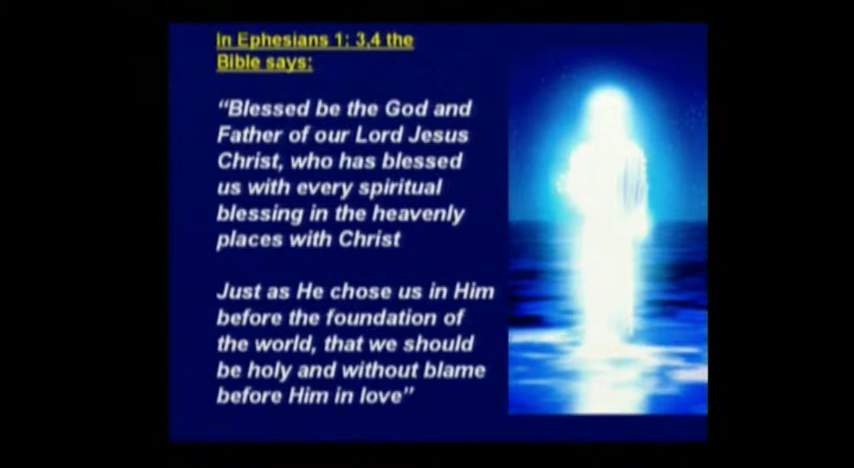 In Ephesians 1: 3,4 the
Bible says:
“Blessed be the God and
Father of our Lord Jesus
Christ, who has blessed
us with every spiritual
blessing in the heavenly
places with Christ
Just as He chose us in Him
before the foundation of
the world, that we should
be holy and without blame
before Him in love”